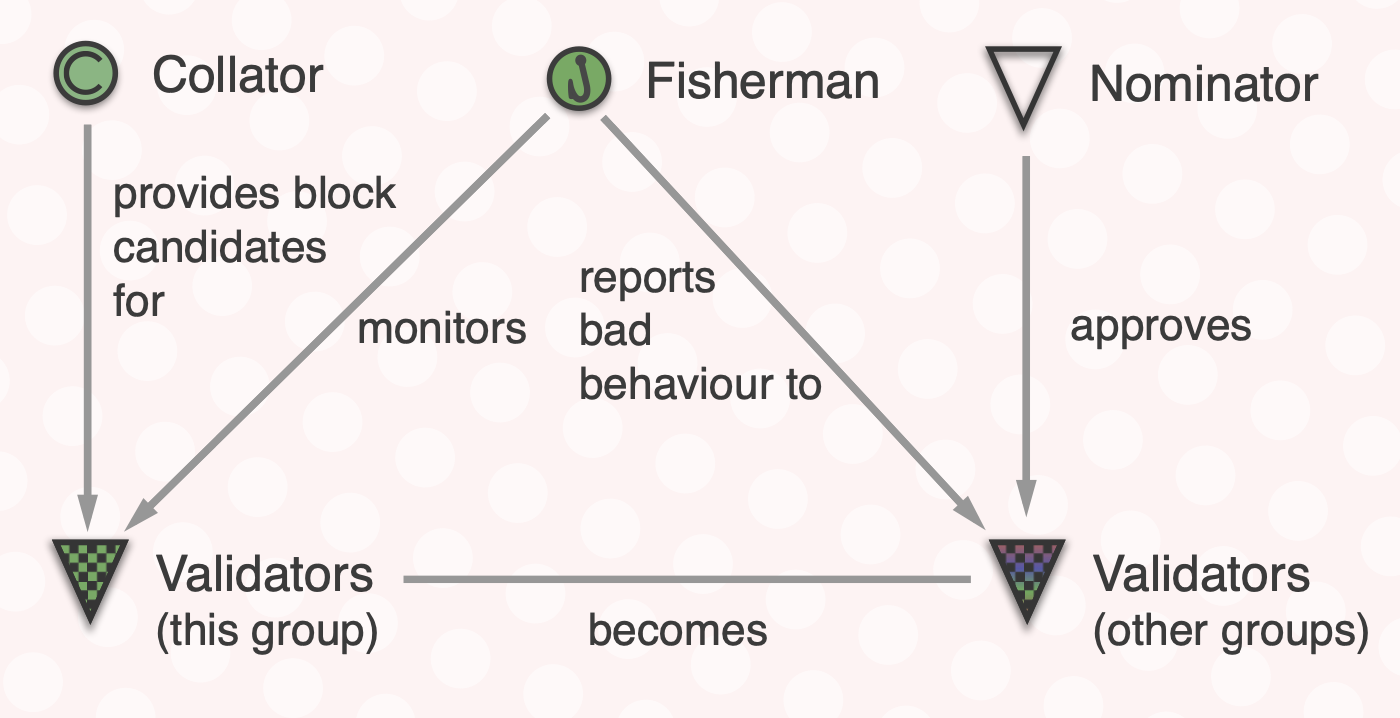 Collator
Fisherman
Nominator
provides block
candidates
for
monitors
reports
bad
behaviour to
approves
Validators
(this group)
becomes
Validators
(other groups)